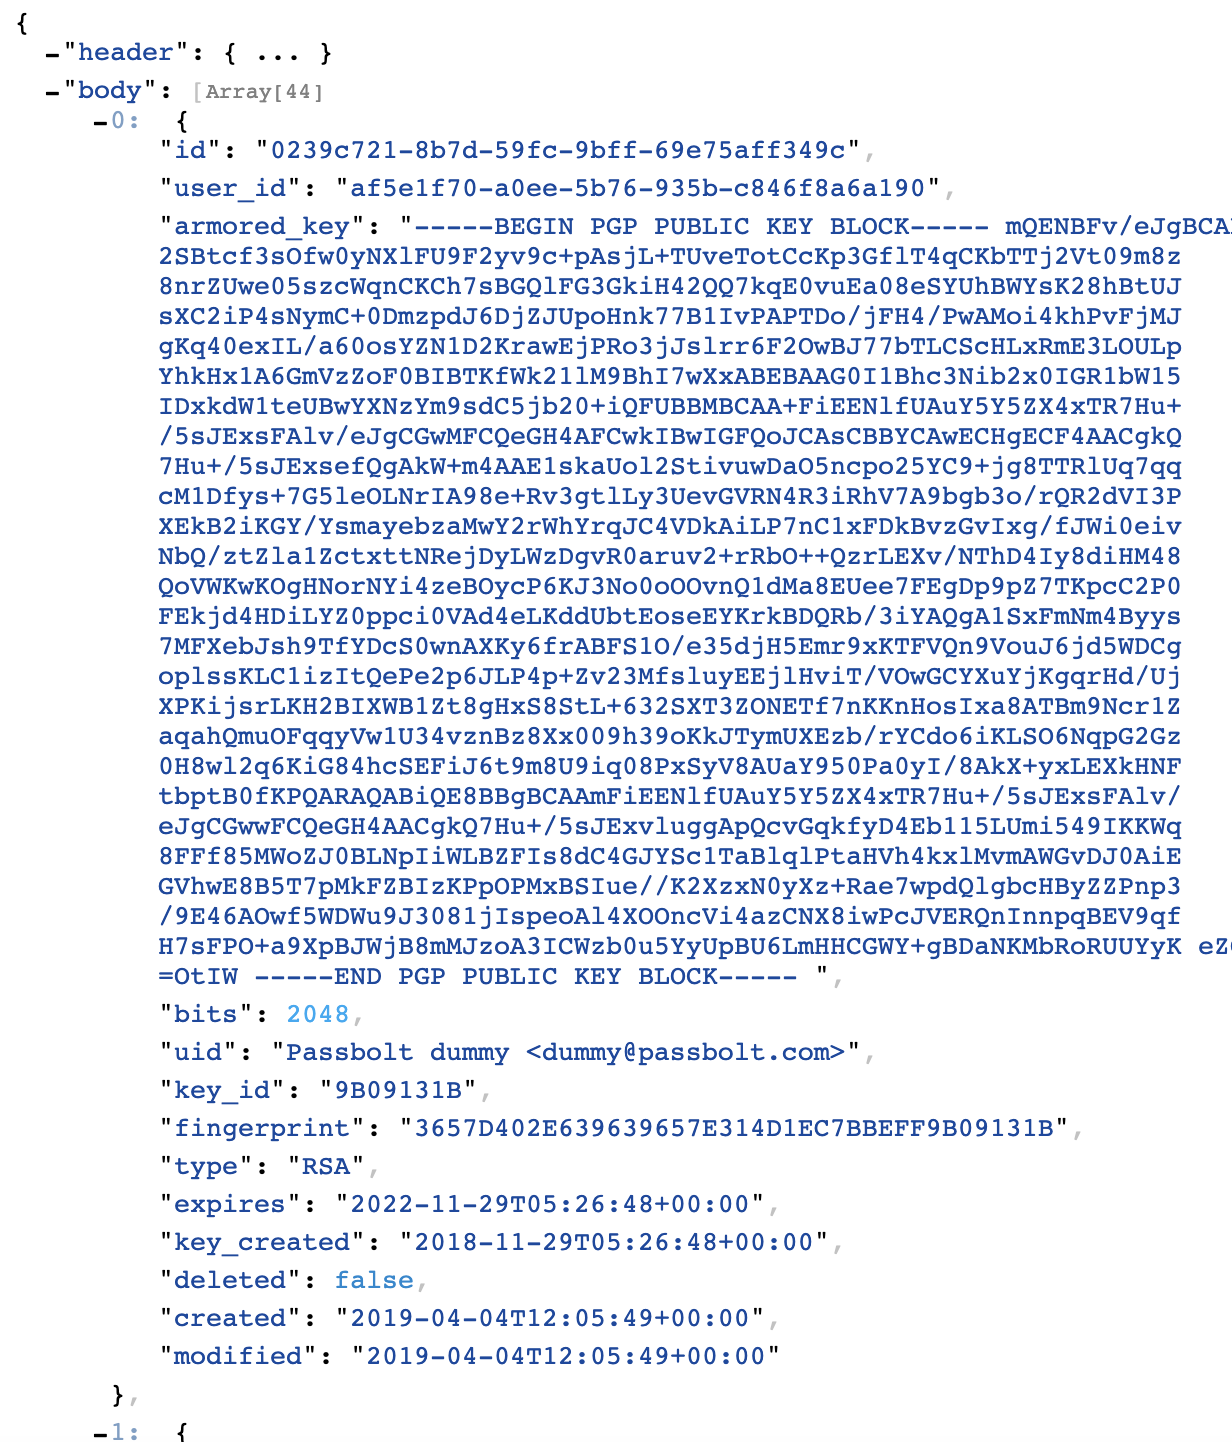 {
–"header": { ... }
–"body": [Array[44]
–0: {
"id": "0239c721-8b7d-59fc-9bff-69e75aff349c",
"user_id": "af5e1f70-a0ee-5b76-935b-c846f8a6a190",
"armored_key": "-----BEGIN PGP PUBLIC KEY BLOCK----- mQENBFv/eJgBCA
2SBtcf3sOfw0yNXlFU9F2yv9c+pAsjL+TUveTotCcKp3GflT4qCKbTTj2Vt09m8z
8nrZUwe05szcWqnCKCh7sBGQlFG3GkiH42QQ7kqE0vuEa08eSYUhBWYsK28hBtUJ
sXC2iP4sNymC+0DmzpdJ6DjZJUpoHnk77B1IvPAPTDo/jFH4/PwAMoi4khPvFjMJ
gKq40exIL/a60osYZN1D2KrawEjPRo3jJslrr6F2OwBJ77bTLCScHLxRmE3LOULp
YhkHx1A6GmVzZoF0BIBTKfWk21lM9BhI7wXxABEBAAG0I1Bhc3Nib2x0IGR1bW15
IDxkdW1teUBwYXNzYm9sdC5jb20+iQFUBBMBCAA+FiEENlfUAuY5Y5ZX4xTR7Hu+
/5sJExsFAlv/eJgCGwMFCQeGH4AFCwkIBwIGFQoJCAsCBBYCAwECHgECF4AACgkQ
7Hu+/5sJExsefQgAkW+m4AAE1skaUol2StivuwDaO5ncpo25YC9+jg8TTRlUq7qq
cM1Dfys+7G5leOLNrIA98e+Rv3gtlLy3UevGVRN4R3iRhV7A9bgb3o/rQR2dVI3P
XEkB2iKGY/YsmayebzaMwY2rWhYrqJC4VDkAiLP7nC1xFDkBvzGvIxg/fJWi0eiv
NbQ/ztZla1ZctxttNRejDyLWzDgvR0aruv2+rRbO++QzrLEXv/NThD4Iy8diHM48
QoVWKwKOgHNorNYi4zeBOycP6KJ3No0oOOvnQ1dMa8EUee7FEgDp9pZ7TKpcC2P0
FEkjd4HDiLYZ0ppci0VAd4eLKddUbtEoseEYKrkBDQRb/3iYAQgA1SxFmNm4Byys
7MFXebJsh9TfYDcS0wnAXKy6frABFS1O/e35djH5Emr9xKTFVQn9VouJ6jd5WDCg
oplssKLC1izItQePe2p6JLP4p+Zv23MfsluyEEjlHviT/VOwGCYXuYjKgqrHd/Uj
XPKijsrLKH2BIXWB1Zt8gHxS8StL+632SXT3ZONETf7nKKnHosIxa8ATBm9Ncr1Z
aqahQmuOFqqyVw1U34vznBz8Xx009h39oKkJTymUXEzb/rYCdo6iKLSO6NqpG2Gz
0H8wl2q6KiG84hcSEFiJ6t9m8U9iq08PxSyV8AUaY950Pa0yI/8AkX+yxLEXkHNF
tbptB0fKPQARAQABiQE8BBgBCAAmFiEENlfUAuY5Y5ZX4xTR7Hu+/5sJExsFAlv/
eJgCGwwFCQeGH4AACgkQ7Hu+/5sJExvluggApQcvGqkfyD4Eb115LUmi549IKKWq
8FFf85MWoZJ0BLNpIiWLBZFIs8dC4GJYSc1TaBlqlPtaHVh4kxlMvmAWGvDJ0AiE
GVhwE8B5T7pMkFZBIzKPpOPMxBSIue//K2XzxN0yXz+Rae7wpdQlgbcHByZZPnp3
/9E46AOwf5WDWu9J3081jIspeoAl4XOOncVi4azCNX8iwPcJVERQnInnpqBEV9qf
H7sFPO+a9XpBJWjB8mMJzoA3ICWzb0u5YyUpBU6LmHHCGWY+gBDaNKMbRoRUUYyK eZ
=OtIW -----END PGP PUBLIC KEY BLOCK----- ",
"bits": 2048,
"uid": "Passbolt dummy <dummy@passbolt.com>",
"key_id": "9B09131B",
"fingerprint": "3657D402E639639657E314D1EC7BBEFF9B09131B",
"type": "RSA",
"expires": "2022-11-29T05:26:48+00:00",
"key_created": "2018-11-29T05:26:48+00:00",
"deleted": false,
"created": "2019-04-04T12:05:49+00:00",
"modified": "2019-04-04T12:05:49+00:00"
},
–1: {